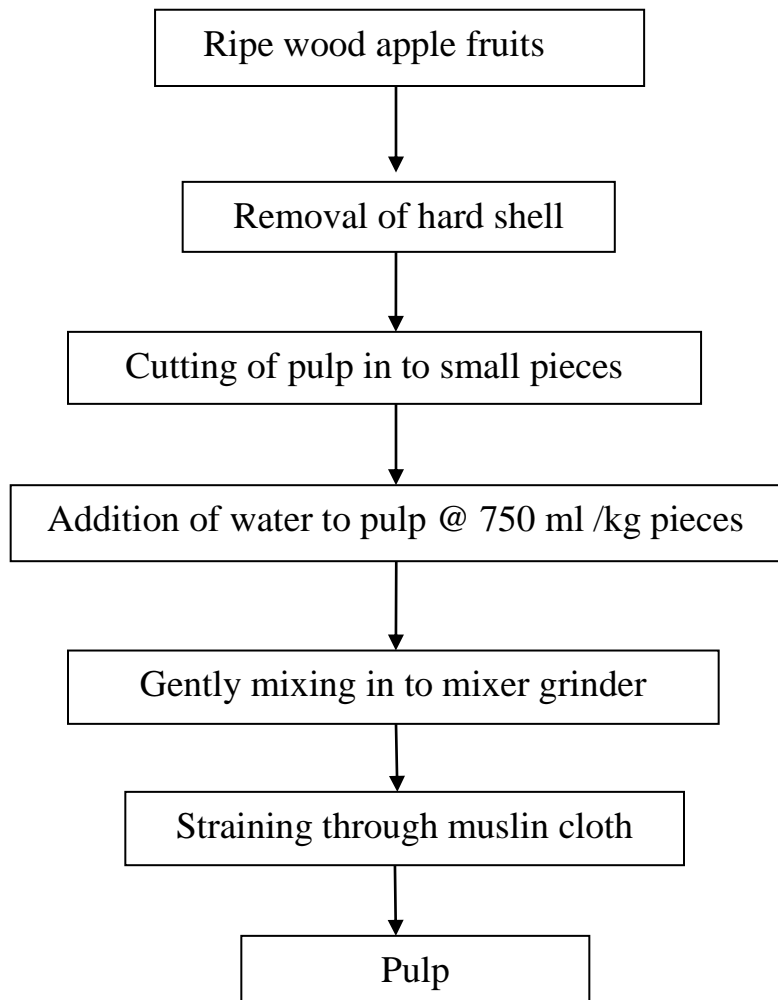 Ripe wood apple fruits
Removal of hard shell
Cutting of pulp in to small pieces
Addition of water to pulp @ 750 ml /kg pieces
Gently mixing in to mixer grinder
Straining through muslin cloth
Pulp